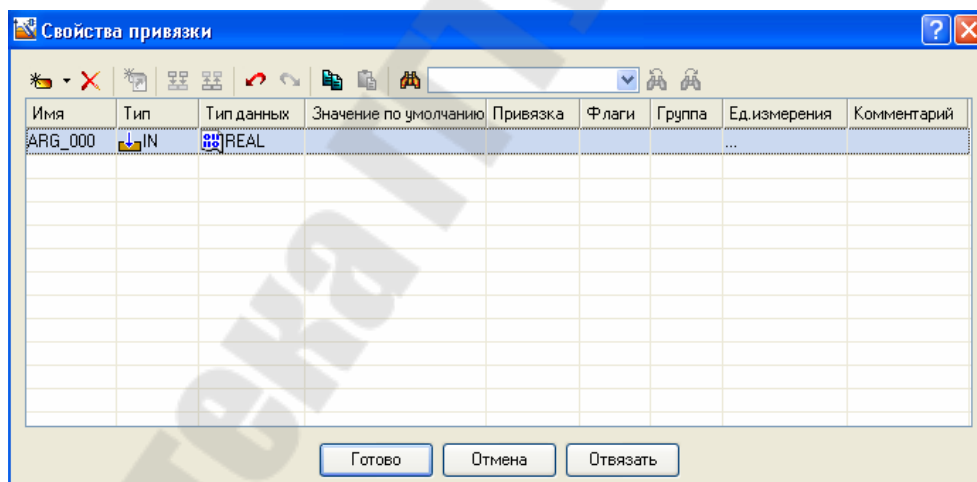 Свойства привязки
Имя Тип Тип данных Значение по умолчанию Привязка Флаги Группа Ед.измерения Комментарий
ARG_000 IN REAL ...
Готово Отмена Отвязать